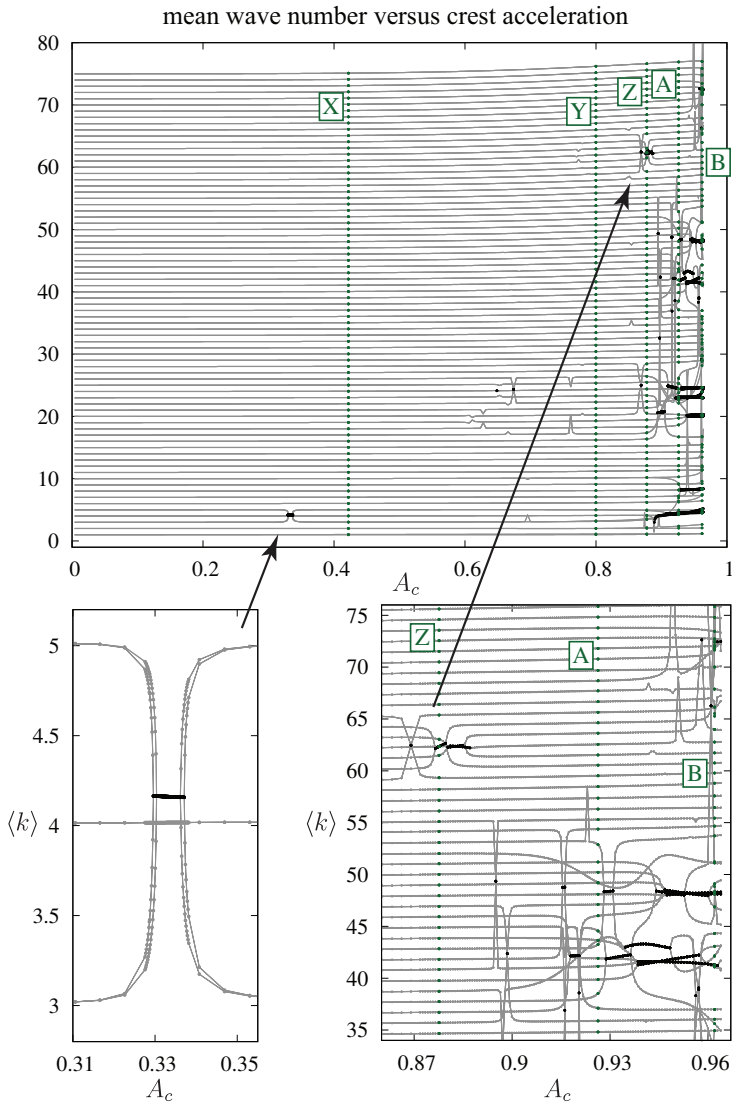 mean wave number versus crest acceleration
80
70
60
50
40
30
20
10
0
X
Y
Z
A
B
0
0.2
0.4
0.6
0.8
1
A_c
5
4.5
4
3.5
3
⟨k⟩
0.31
0.33
0.35
A_c
75
70
65
60
55
50
45
40
35
⟨k⟩
Z
A
B
0.87
0.9
0.93
0.96
A_c